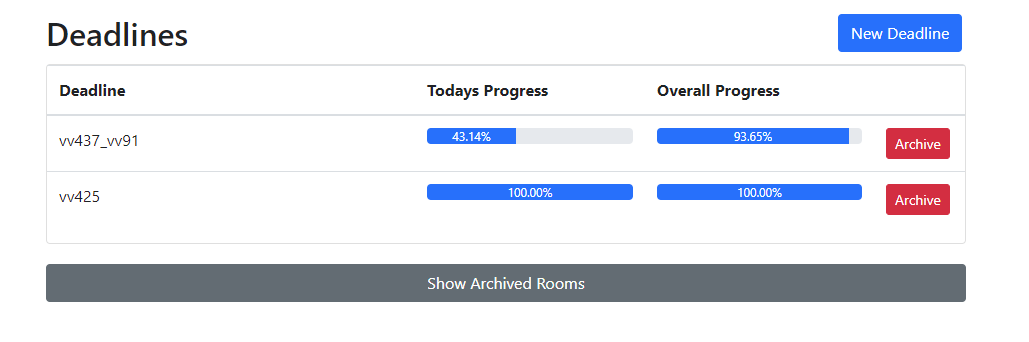 Deadlines
New Deadline
Deadline Todays Progress Overall Progress
vv437_vv91 43.14% 93.65% Archive
vv425 100.00% 100.00% Archive
Show Archived Rooms